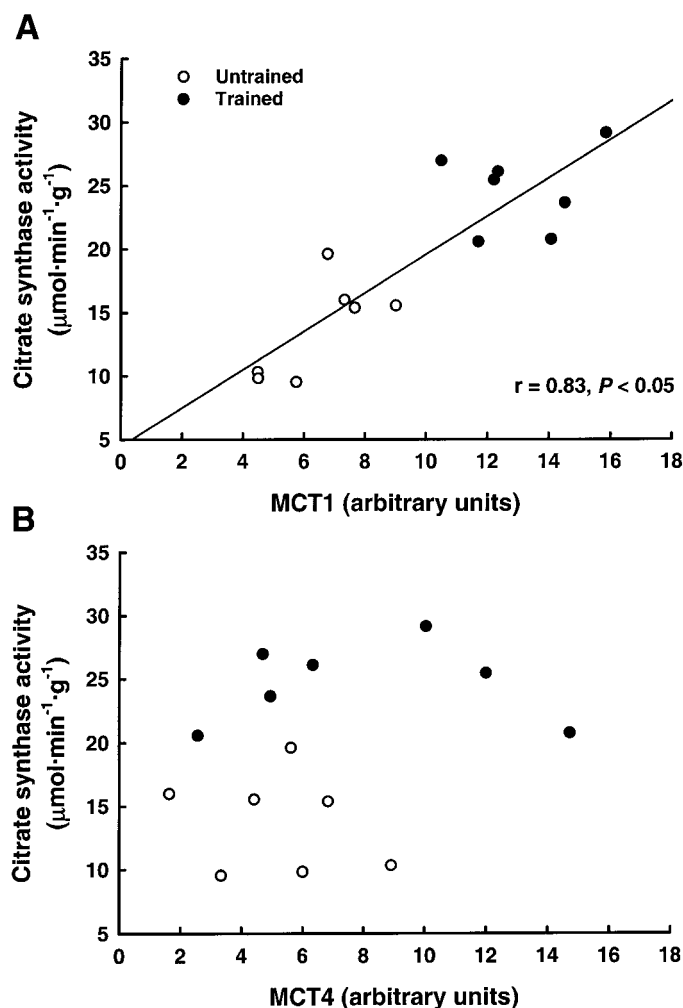 A
35
30
25
20
15
10
5
Citrate synthase activity
(μmol·min⁻¹·g⁻¹)
Untrained
Trained
r = 0.83, P < 0.05
0 2 4 6 8 10 12 14 16 18
MCT1 (arbitrary units)
B
35
30
25
20
15
10
5
Citrate synthase activity
(μmol·min⁻¹·g⁻¹)
0 2 4 6 8 10 12 14 16 18
MCT4 (arbitrary units)